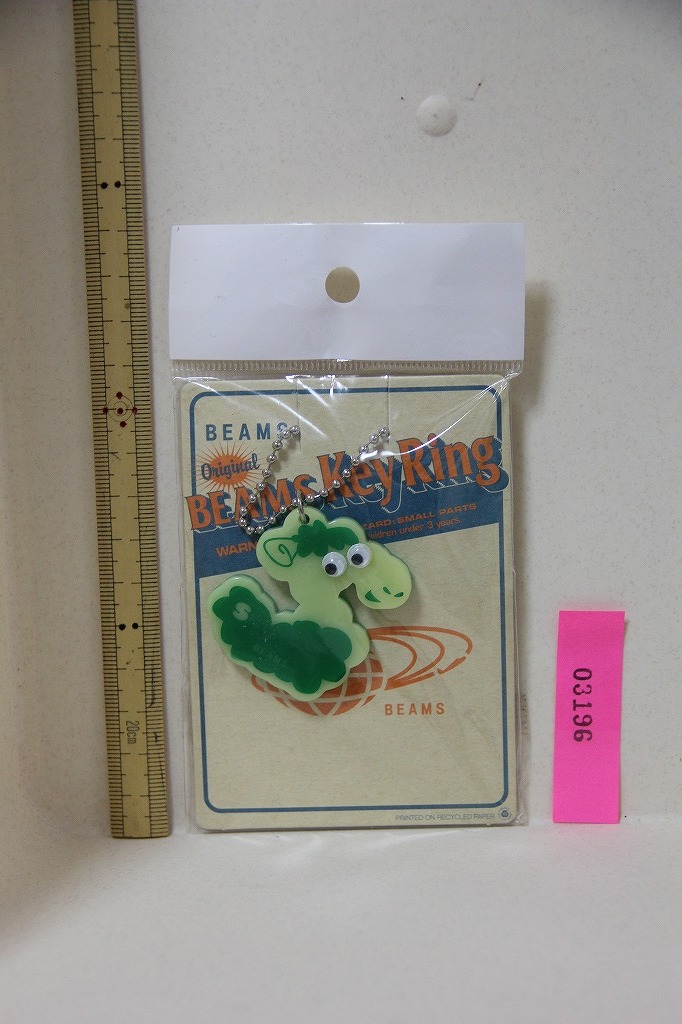 BEAMS
Original
BEAMS Key Ring
WARN
ZARD: SMALL PARTS
children under 3 years.
S
BEAMS
PRINTED ON RECYCLED PAPER
20cm
03196